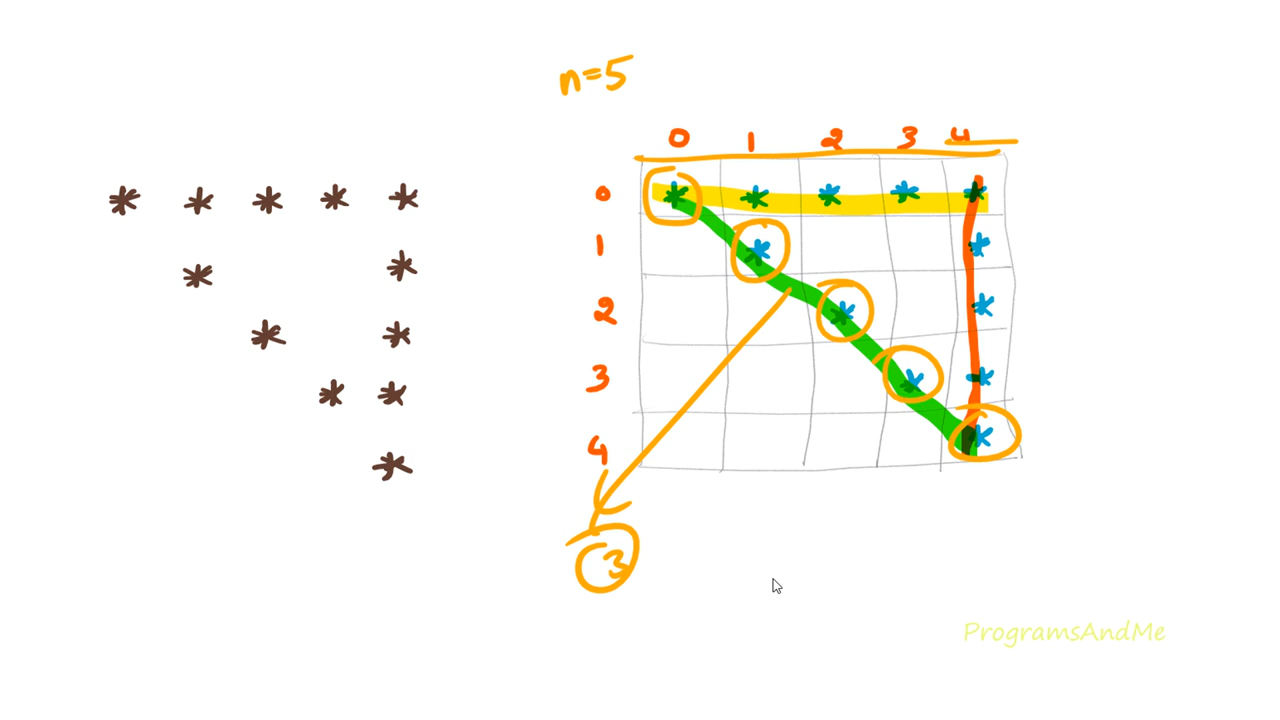 n=5
0 1 2 3 4
* * * * *
0 * * * * *
* *
1 * *
* *
2 * *
3 * *
* *
4 *
*
3
ProgramsAndMe